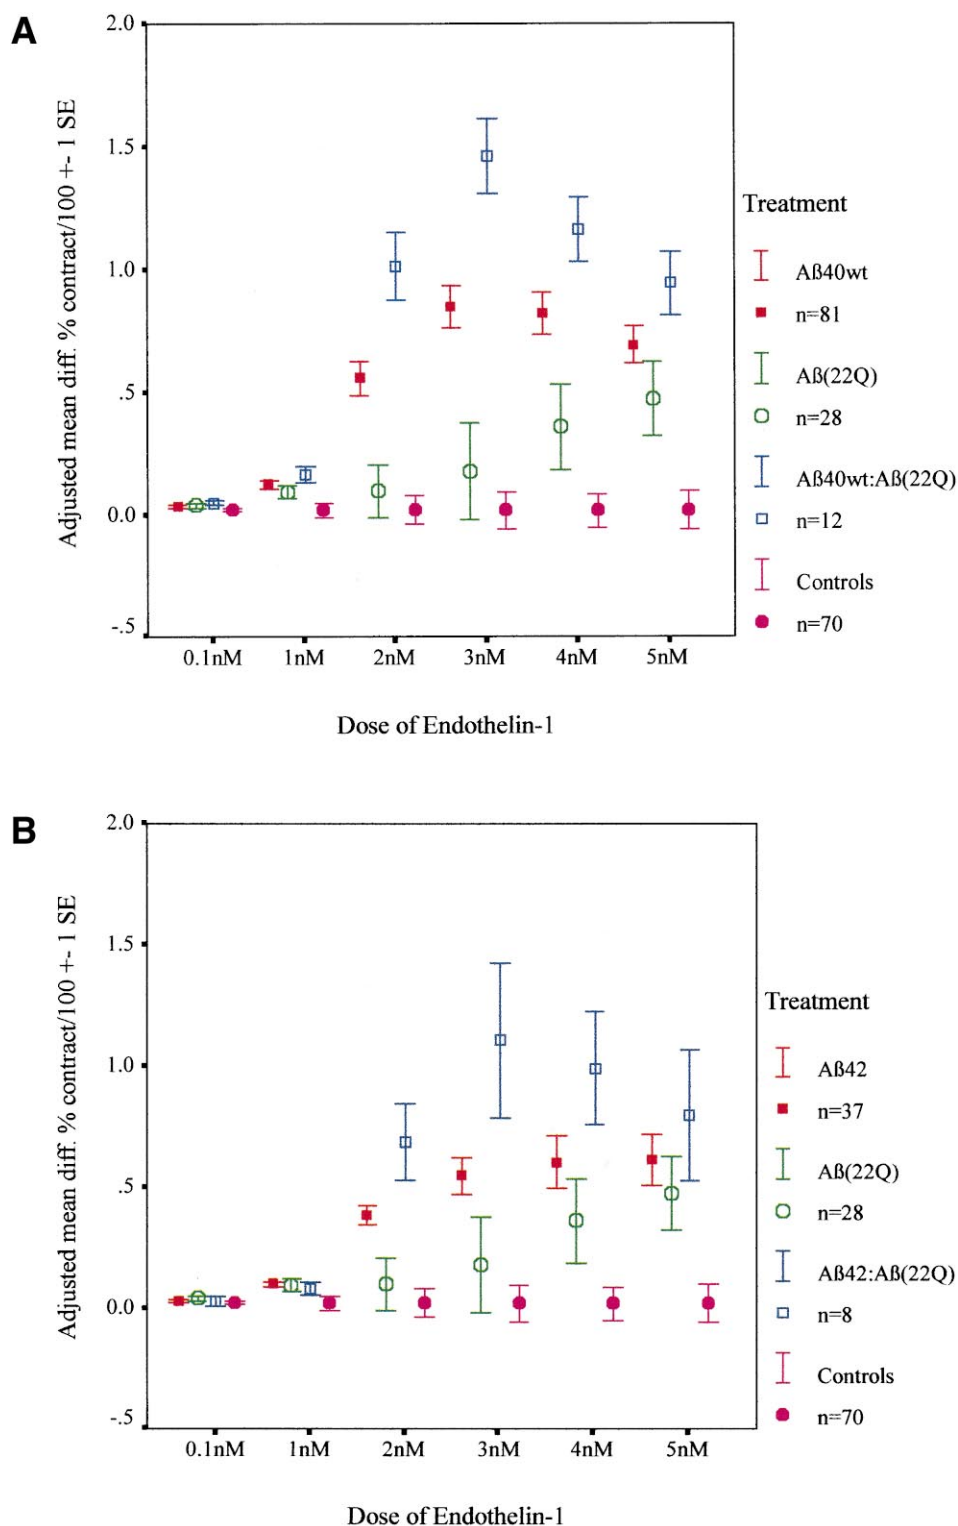 A
Adjusted mean diff. % contract/100 +- 1 SE
2.0
1.5
1.0
.5
0.0
-.5
0.1nM 1nM 2nM 3nM 4nM 5nM
Dose of Endothelin-1
Treatment
Aß40wt
n=81
Aß(22Q)
n=28
Aß40wt:Aß(22Q)
n=12
Controls
n=70
B
Adjusted mean diff. % contract/100 +- 1 SE
2.0
1.5
1.0
.5
0.0
-.5
0.1nM 1nM 2nM 3nM 4nM 5nM
Dose of Endothelin-1
Treatment
Aß42
n=37
Aß(22Q)
n=28
Aß42:Aß(22Q)
n=8
Controls
n=70